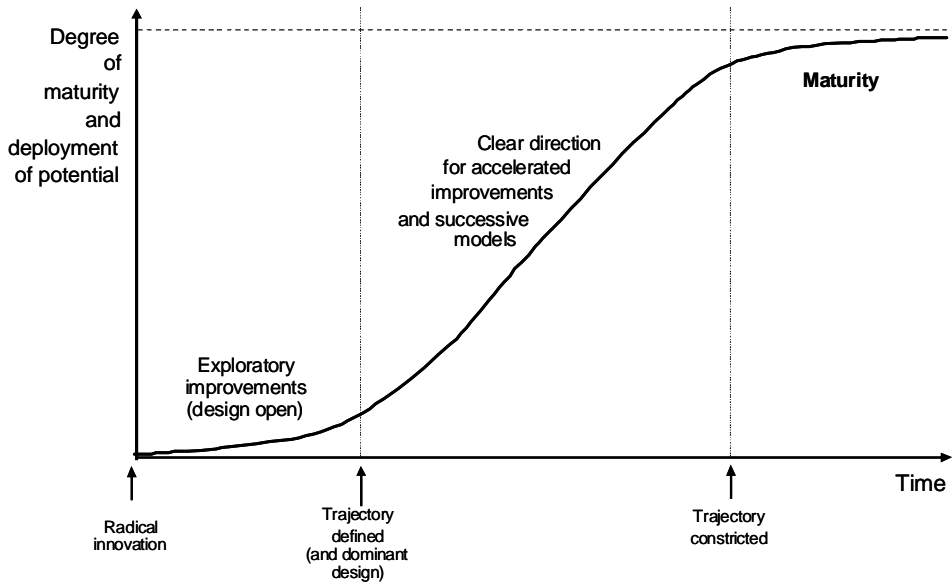 Degree
of
maturity
and
deployment
of potential
Maturity
Clear direction
for accelerated
improvements
and successive
models
Exploratory
improvements
(design open)
Time
Radical
innovation
Trajectory
defined
(and dominant
design)
Trajectory
constricted